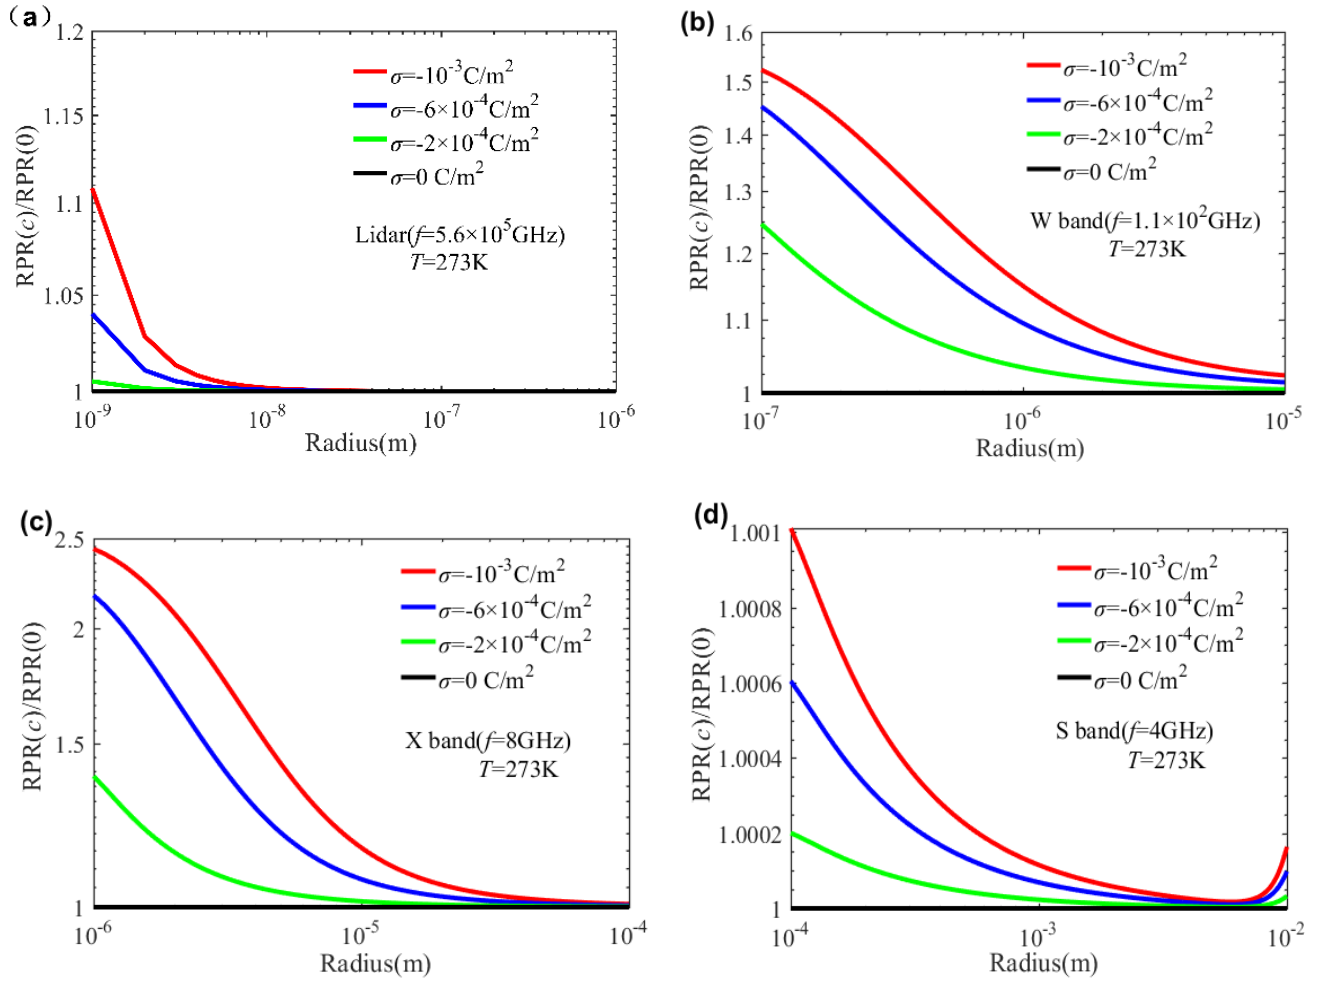 (a)
1.2
1.15
1.1
1.05
1
RPR(c)/RPR(0)
σ=-10⁻³C/m²
σ=-6×10⁻⁴C/m²
σ=-2×10⁻⁴C/m²
σ=0 C/m²
Lidar(f=5.6×10⁵GHz)
T=273K
10⁻⁹ 10⁻⁸ 10⁻⁷ 10⁻⁶
Radius(m)
(b)
1.6
1.5
1.4
1.3
1.2
1.1
1
RPR(c)/RPR(0)
σ=-10⁻³C/m²
σ=-6×10⁻⁴C/m²
σ=-2×10⁻⁴C/m²
σ=0 C/m²
W band(f=1.1×10²GHz)
T=273K
10⁻⁷ 10⁻⁶ 10⁻⁵
Radius(m)
(c)
2.5
2
1.5
1
RPR(c)/RPR(0)
σ=-10⁻³C/m²
σ=-6×10⁻⁴C/m²
σ=-2×10⁻⁴C/m²
σ=0 C/m²
X band(f=8GHz)
T=273K
10⁻⁶ 10⁻⁵ 10⁻⁴
Radius(m)
(d)
1.001
1.0008
1.0006
1.0004
1.0002
1
RPR(c)/RPR(0)
σ=-10⁻³C/m²
σ=-6×10⁻⁴C/m²
σ=-2×10⁻⁴C/m²
σ=0 C/m²
S band(f=4GHz)
T=273K
10⁻⁴ 10⁻³ 10⁻²
Radius(m)